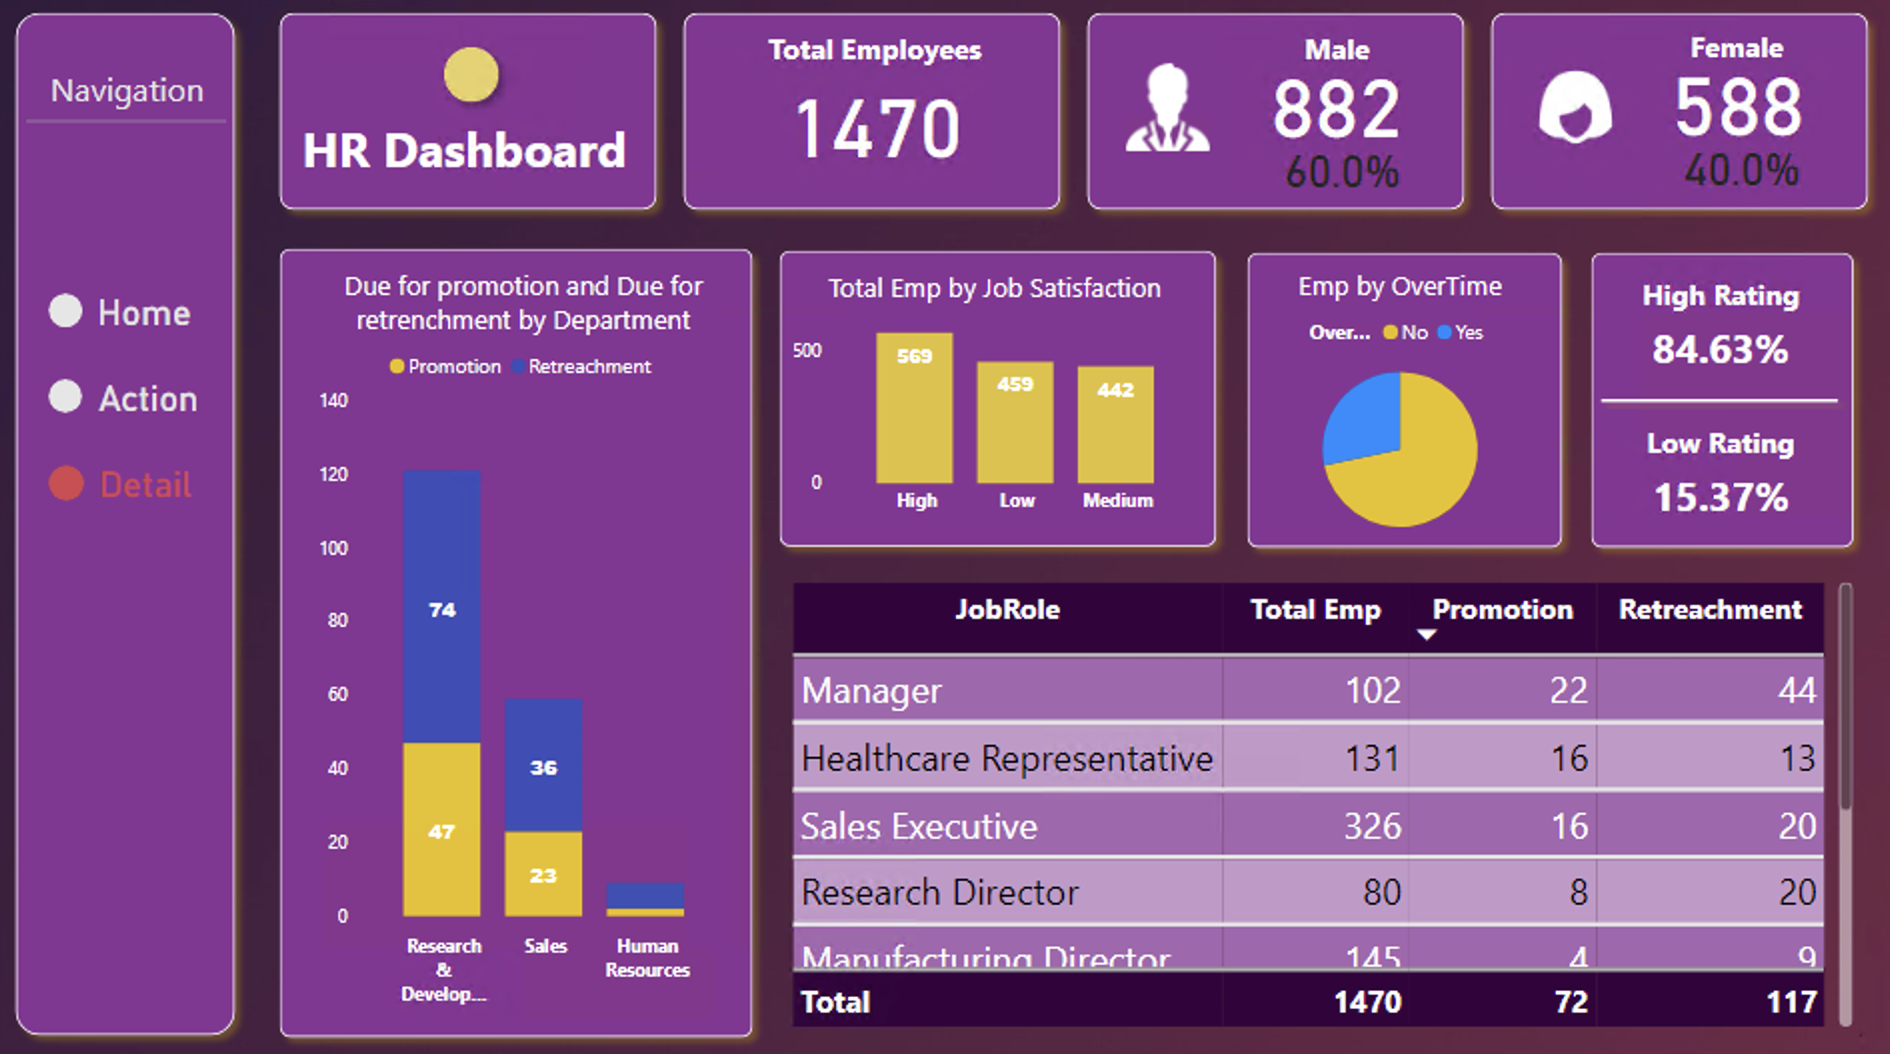 Navigation
Home
Action
Detail
HR Dashboard
Total Employees
1470
Male
882
60.0%
Female
588
40.0%
Due for promotion and Due for
retrenchment by Department
Promotion Retreachment
140
120
100
80
60
40
20
0
74
47
36
23
Research
&
Develop...
Sales
Human
Resources
Total Emp by Job Satisfaction
500
0
569
459
442
High Low Medium
Emp by OverTime
Over... No Yes
High Rating
84.63%
Low Rating
15.37%
JobRole Total Emp Promotion Retreachment
Manager 102 22 44
Healthcare Representative 131 16 13
Sales Executive 326 16 20
Research Director 80 8 20
Manufacturing Director 145 4 9
Total 1470 72 117